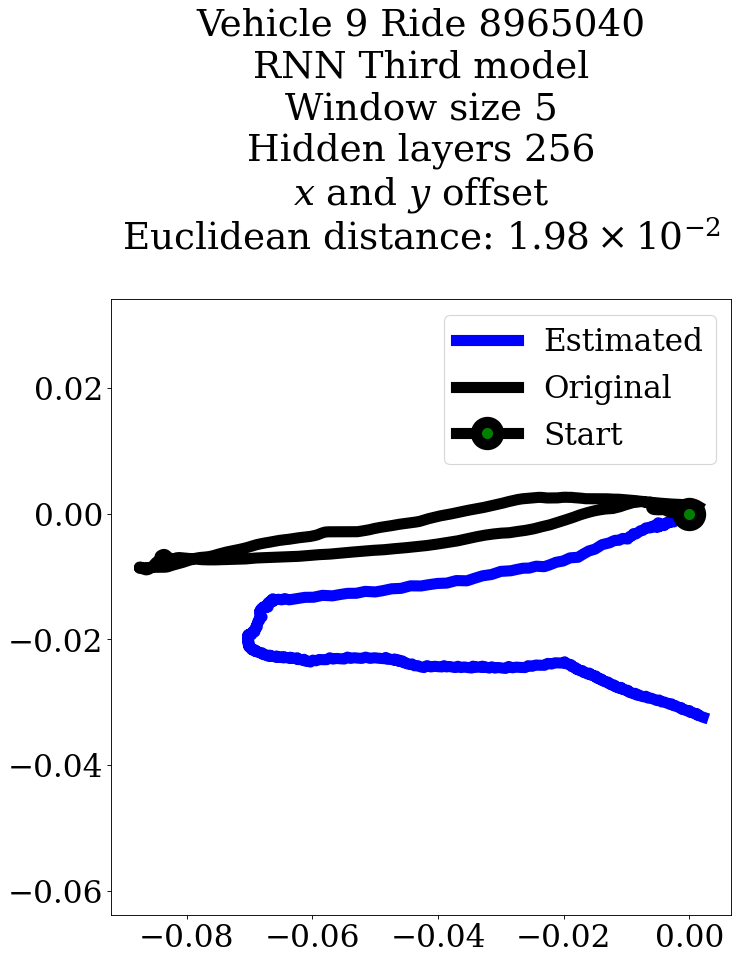 Vehicle 9 Ride 8965040
RNN Third model
Window size 5
Hidden layers 256
x and y offset
Euclidean distance: 1.98 × 10⁻²
Estimated
Original
Start
0.02
0.00
−0.02
−0.04
−0.06
−0.08 −0.06 −0.04 −0.02 0.00